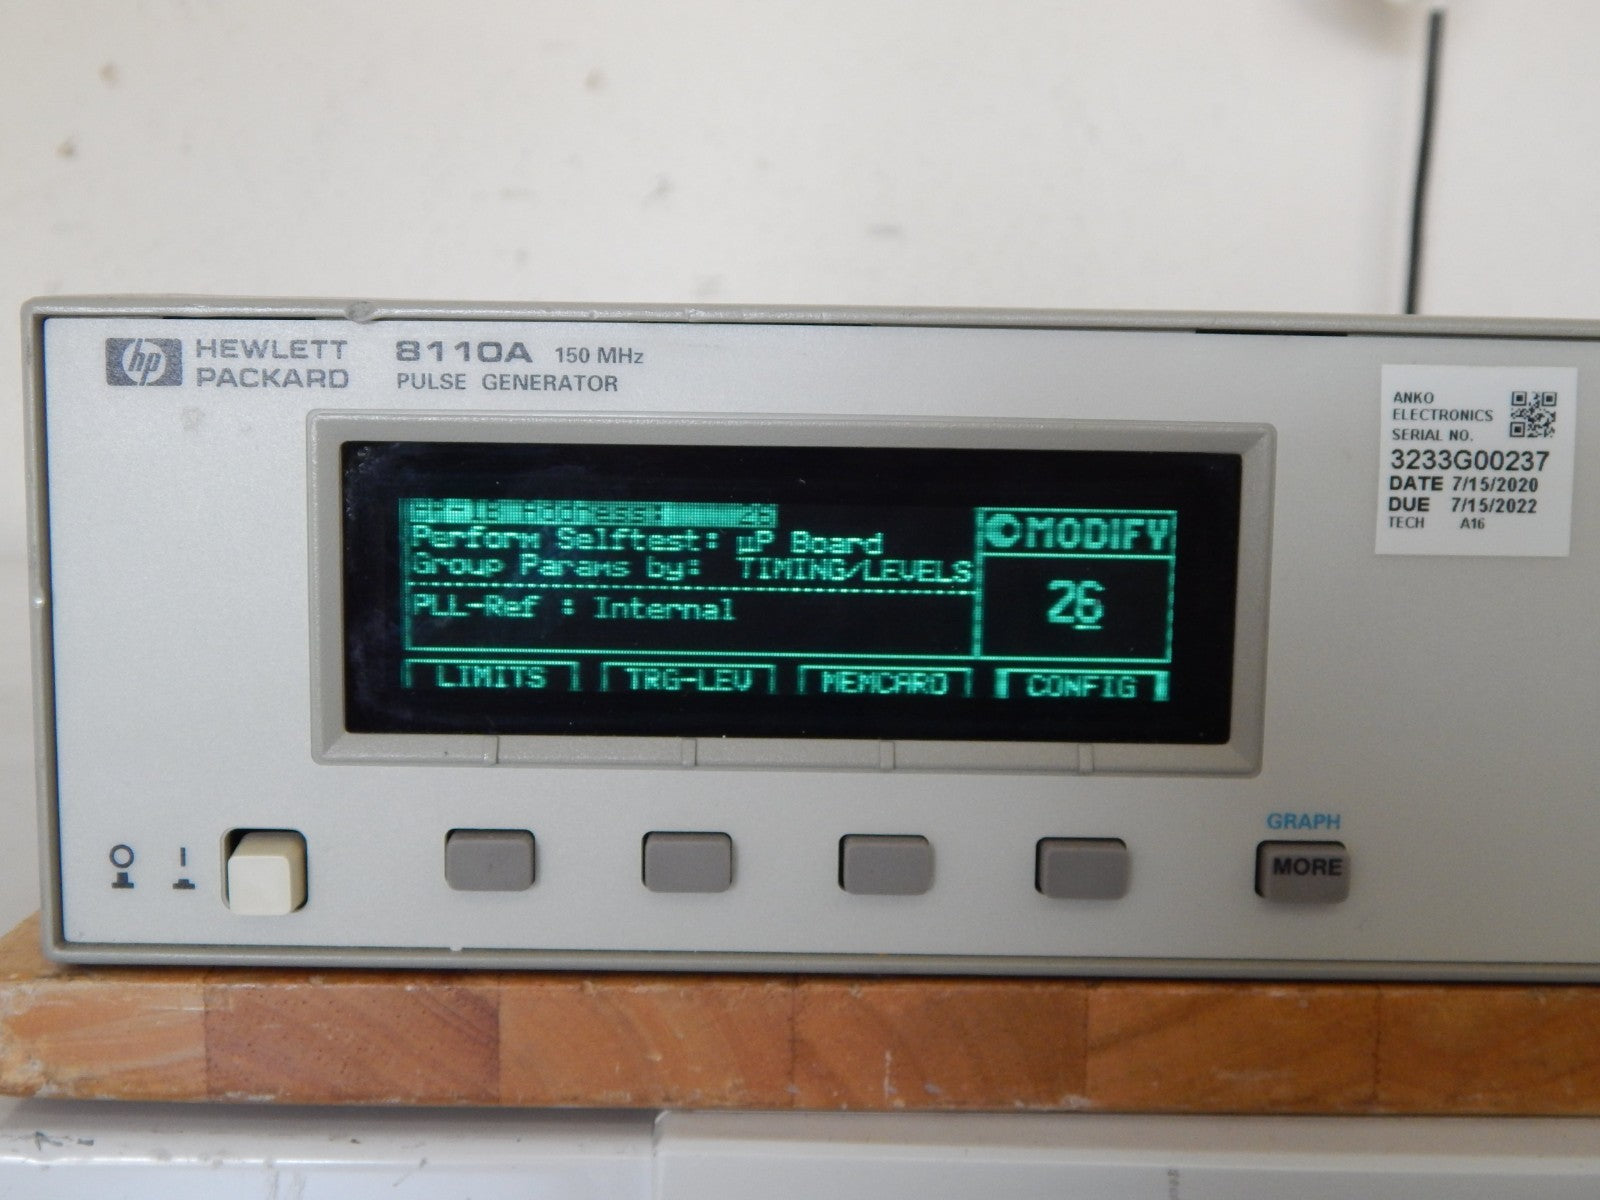 hp HEWLETT PACKARD
8110A 150 MHz
PULSE GENERATOR
ANKO
ELECTRONICS
SERIAL NO.
3233G00237
DATE 7/15/2020
DUE 7/15/2022
TECH A16
Address: 26
Perform Selftest: µP Board
Group Params by: TIMING/LEVELS
PLL-Ref : Internal
MODIFY
26
LIMITS TRG-LEV MEMCARD CONFIG
GRAPH
MORE